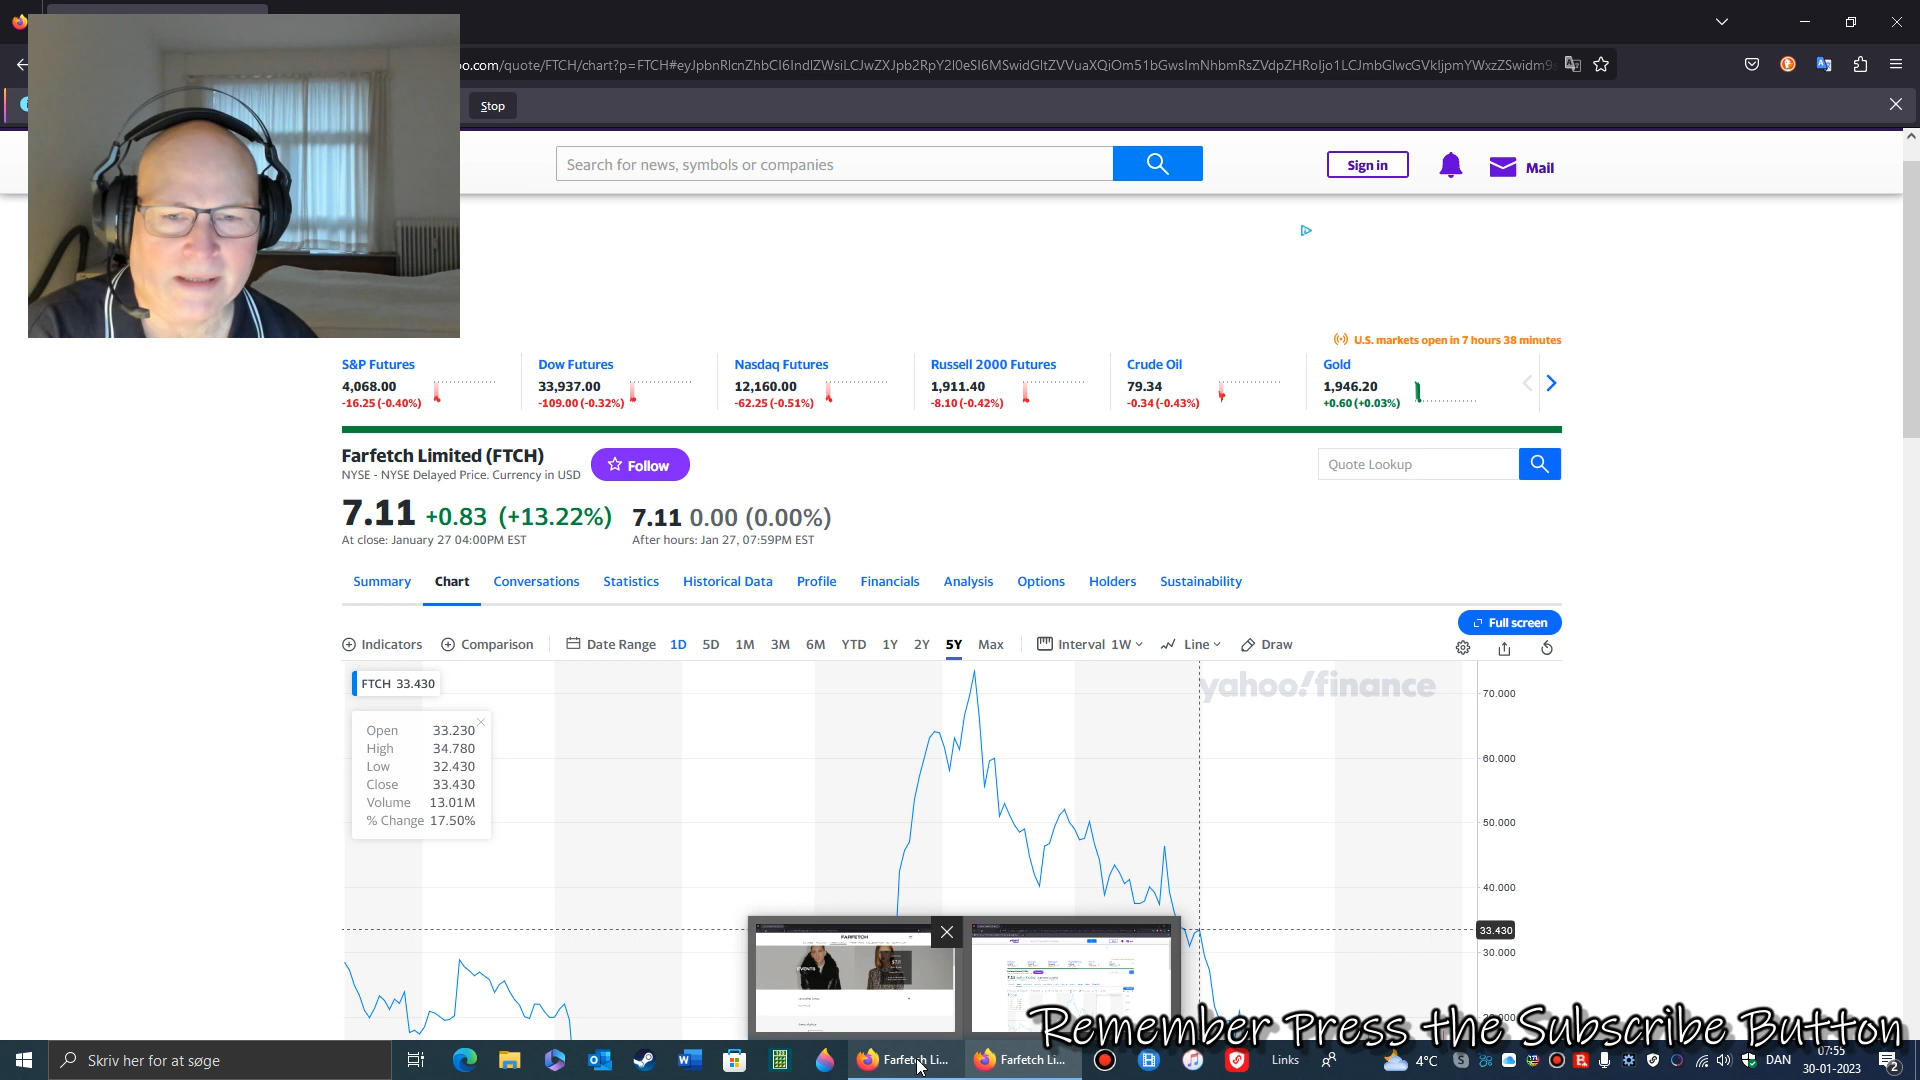 oo.com/quote/FTCH/chart?p=FTCH#eyJpbnRlcnZhbCI6IndlZWsiLCJwZXJpb2RpY2l0eSI6MSwidGltZVVuaXQiOm51bGwsImNhbmRsZVdpZHRoIjo1LCJmbGlwcGVkIjpmYWxzZSwidm9s
Stop
Search for news, symbols or companies
Sign in
Mail
U.S. markets open in 7 hours 38 minutes
S&P Futures Dow Futures Nasdaq Futures Russell 2000 Futures Crude Oil Gold
4,068.00 33,937.00 12,160.00 1,911.40 79.34 1,946.20
-16.25 (-0.40%) -109.00 (-0.32%) -62.25 (-0.51%) -8.10 (-0.42%) -0.34 (-0.43%) +0.60 (+0.03%)
Farfetch Limited (FTCH)
NYSE - NYSE Delayed Price. Currency in USD
Follow
Quote Lookup
7.11 +0.83 (+13.22%) 7.11 0.00 (0.00%)
At close: January 27 04:00PM EST After hours: Jan 27, 07:59PM EST
Summary Chart Conversations Statistics Historical Data Profile Financials Analysis Options Holders Sustainability
Full screen
Indicators Comparison Date Range 1D 5D 1M 3M 6M YTD 1Y 2Y 5Y Max Interval 1W Line Draw
FTCH 33.430
yahoo!finance
70.000
Open 33.230
High 34.780
Low 32.430
Close 33.430
Volume 13.01M
% Change 17.50%
60.000
50.000
40.000
33.430
30.000
FARFETCH
EVENTS
Remember Press the Subscribe Button
Skriv her for at søge
Farfetch Li...
Farfetch Li...
Links
4°C
DAN
07:55
30-01-2023
2